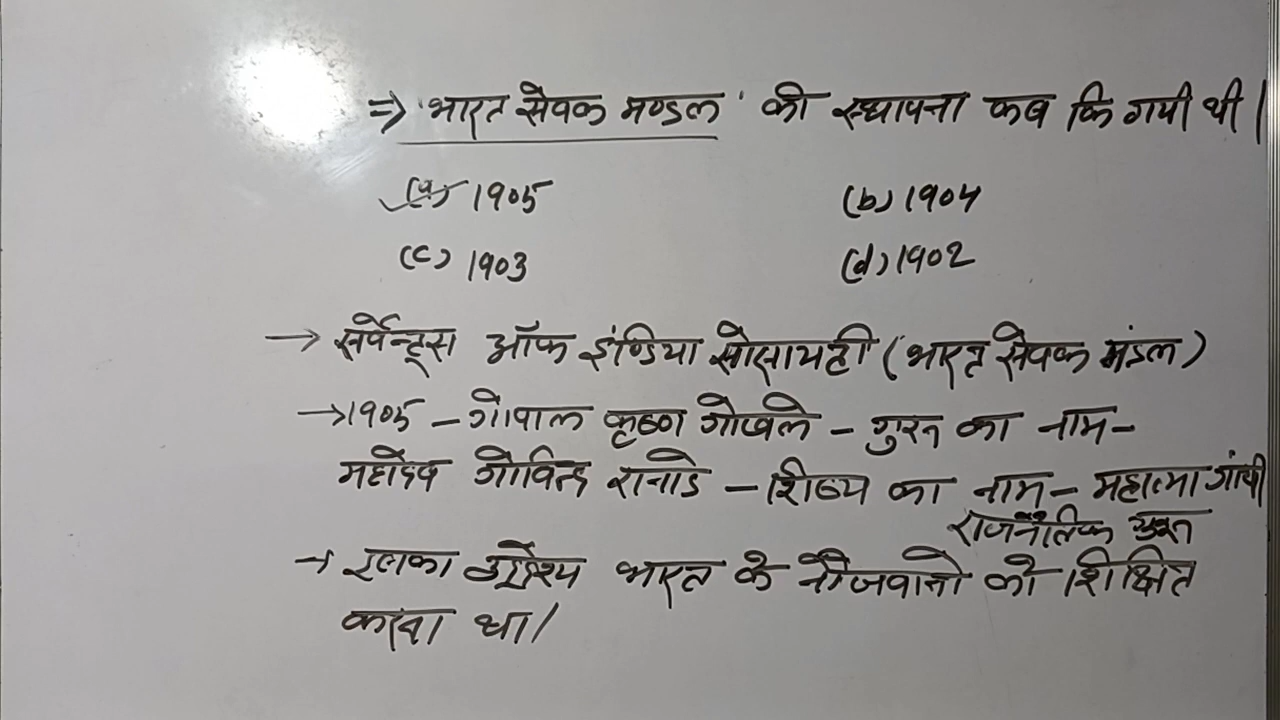 ⇒ 'भारत सेवक मण्डल' की स्थापना कब कि गयी थी।
(a) 1905 (b) 1904
(c) 1903 (d) 1902
→ सर्वेन्ट्स ऑफ इंण्डिया सोसायटी (भारत सेवक मंडल)
→ 1905 - गोपाल कृष्ण गोखले - गुरू का नाम -
महादेव गोविन्द रानाडे - शिष्य का नाम - महात्मा गांधी
राजनैतिक गुरू
→ इसका उद्देश्य भारत के नौजवानो को शिक्षित
करना था।